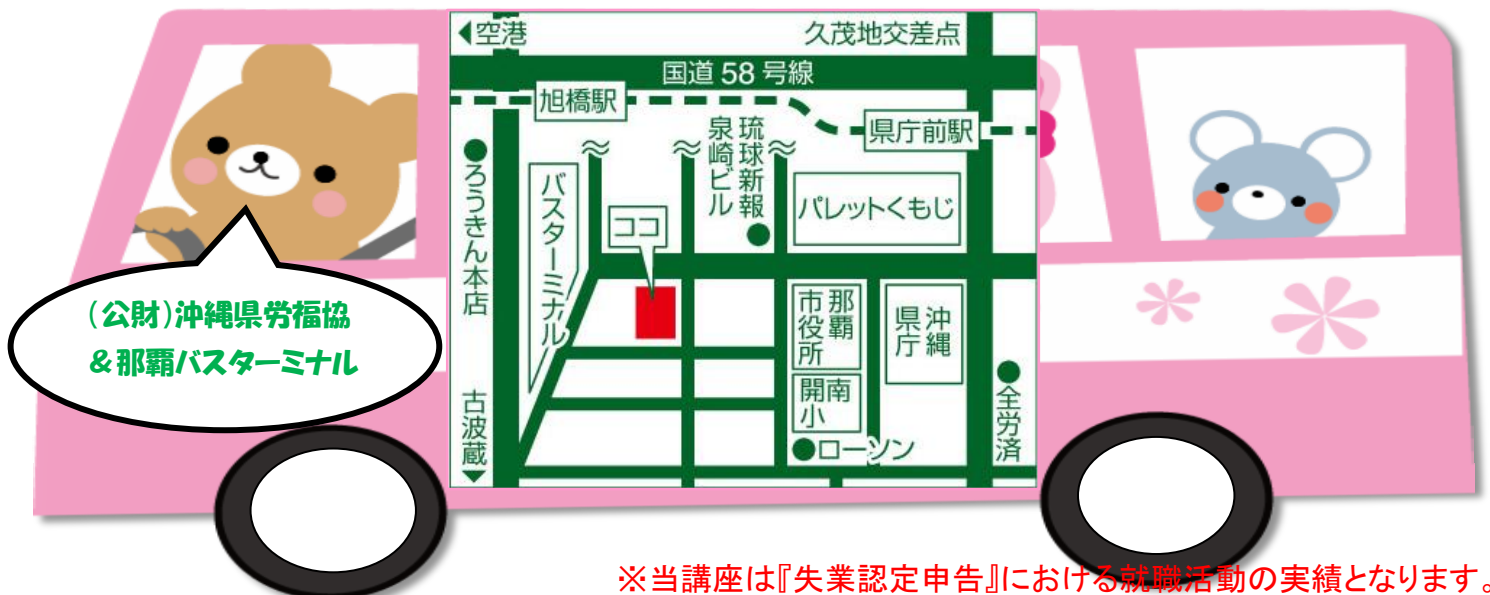 空港
久茂地交差点
国道 58 号線
旭橋駅
県庁前駅
琉球新報
泉崎ビル
ろうきん本店
バスターミナル
ココ
パレットくもじ
那覇
市役所
沖縄
県庁
開南
小
全労済
ローソン
古波蔵
(公財)沖縄県労福協
&那覇バスターミナル
※当講座は『失業認定申告』における就職活動の実績となります。